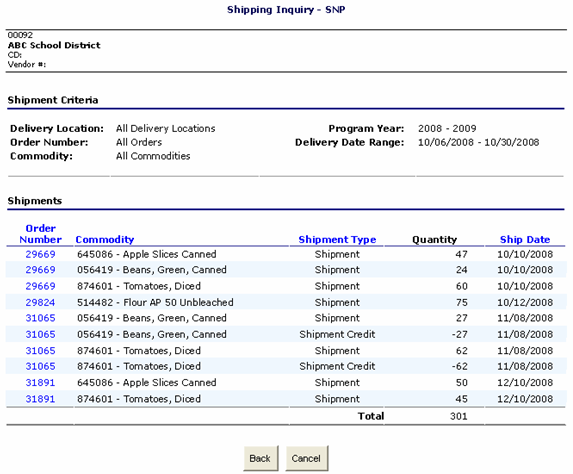 Shipping Inquiry - SNP
00092
ABC School District
CD:
Vendor #:
Shipment Criteria
Delivery Location: All Delivery Locations Program Year: 2008 - 2009
Order Number: All Orders Delivery Date Range: 10/06/2008 - 10/30/2008
Commodity: All Commodities
Shipments
Order Number Commodity Shipment Type Quantity Ship Date
29669 645086 - Apple Slices Canned Shipment 47 10/10/2008
29669 056419 - Beans, Green, Canned Shipment 24 10/10/2008
29669 874601 - Tomatoes, Diced Shipment 60 10/10/2008
29824 514482 - Flour AP 50 Unbleached Shipment 75 10/12/2008
31065 056419 - Beans, Green, Canned Shipment 27 11/08/2008
31065 056419 - Beans, Green, Canned Shipment Credit -27 11/08/2008
31065 874601 - Tomatoes, Diced Shipment 62 11/08/2008
31065 874601 - Tomatoes, Diced Shipment Credit -62 11/08/2008
31891 645086 - Apple Slices Canned Shipment 50 12/10/2008
31891 874601 - Tomatoes, Diced Shipment 45 12/10/2008
Total 301
Back Cancel